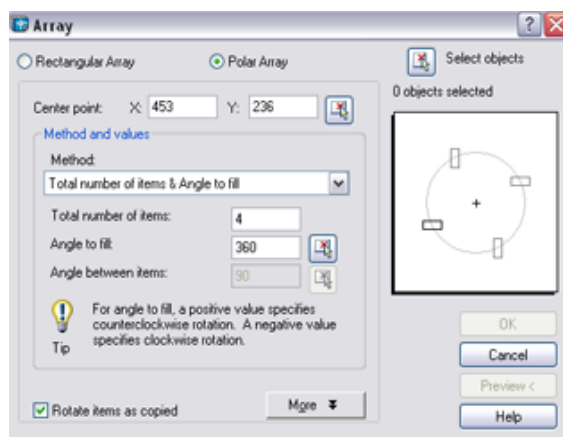 Array
Rectangular Array
Polar Array
Select objects
0 objects selected
Center point: X: 453 Y: 236
Method and values
Method:
Total number of items & Angle to fill
Total number of items: 4
Angle to fill: 360
Angle between items: 90
For angle to fill, a positive value specifies
counterclockwise rotation. A negative value
specifies clockwise rotation.
Tip
Rotate items as copied
More
OK
Cancel
Preview <
Help